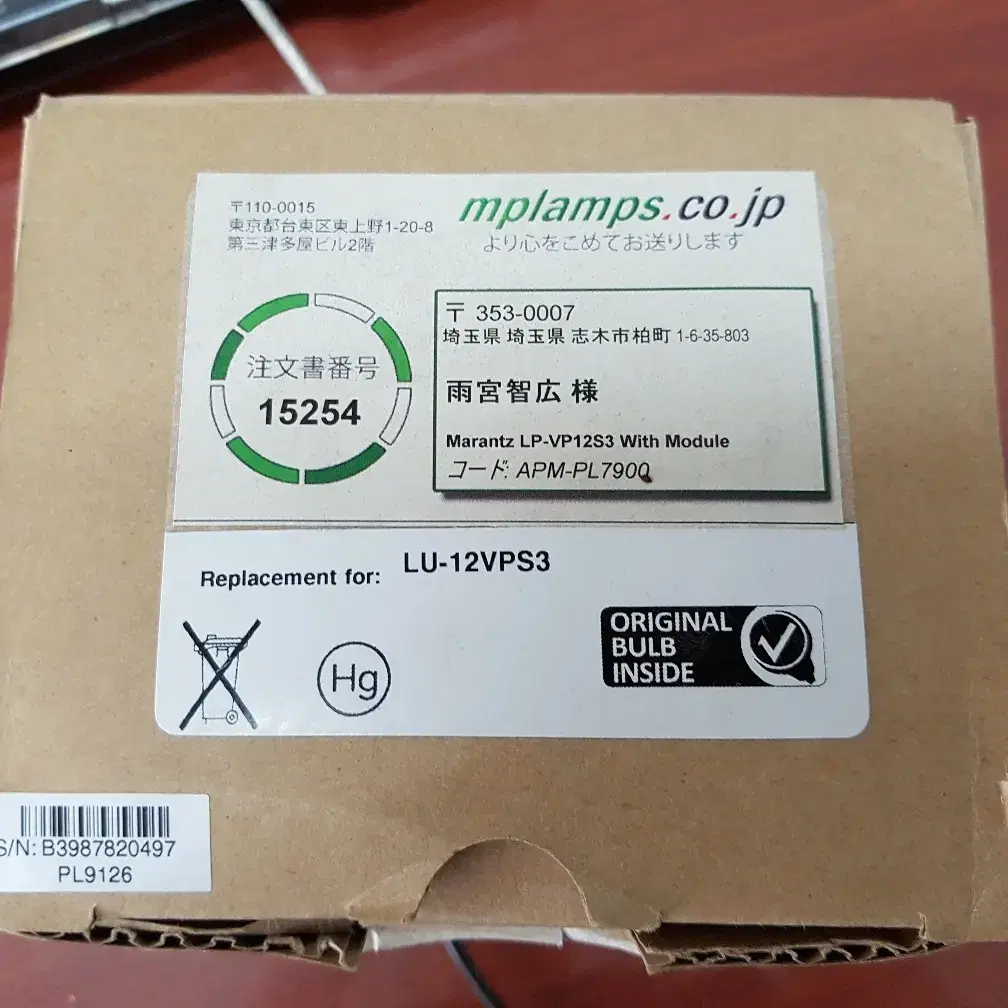 〒110-0015
東京都台東区東上野1-20-8
第三津多屋ビル2階
mplamps.co.jp
より心をこめてお送りします
注文書番号
15254
〒 353-0007
埼玉県 埼玉県 志木市柏町 1-6-35-803
雨宮智広 様
Marantz LP-VP12S3 With Module
コード: APM-PL7900
Replacement for: LU-12VPS3
Hg
ORIGINAL
BULB
INSIDE
S/N: B3987820497
PL9126